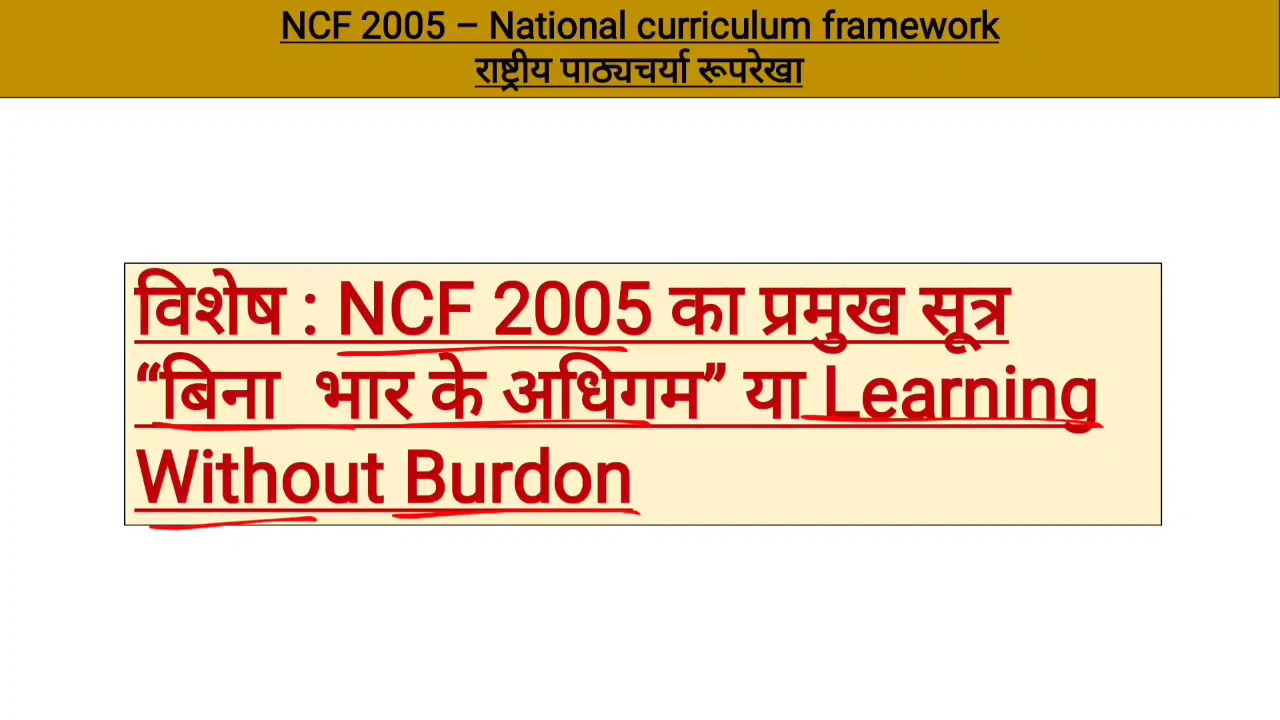 NCF 2005 – National curriculum framework
राष्ट्रीय पाठ्यचर्या रूपरेखा
विशेष : NCF 2005 का प्रमुख सूत्र
“बिना भार के अधिगम” या Learning
Without Burdon